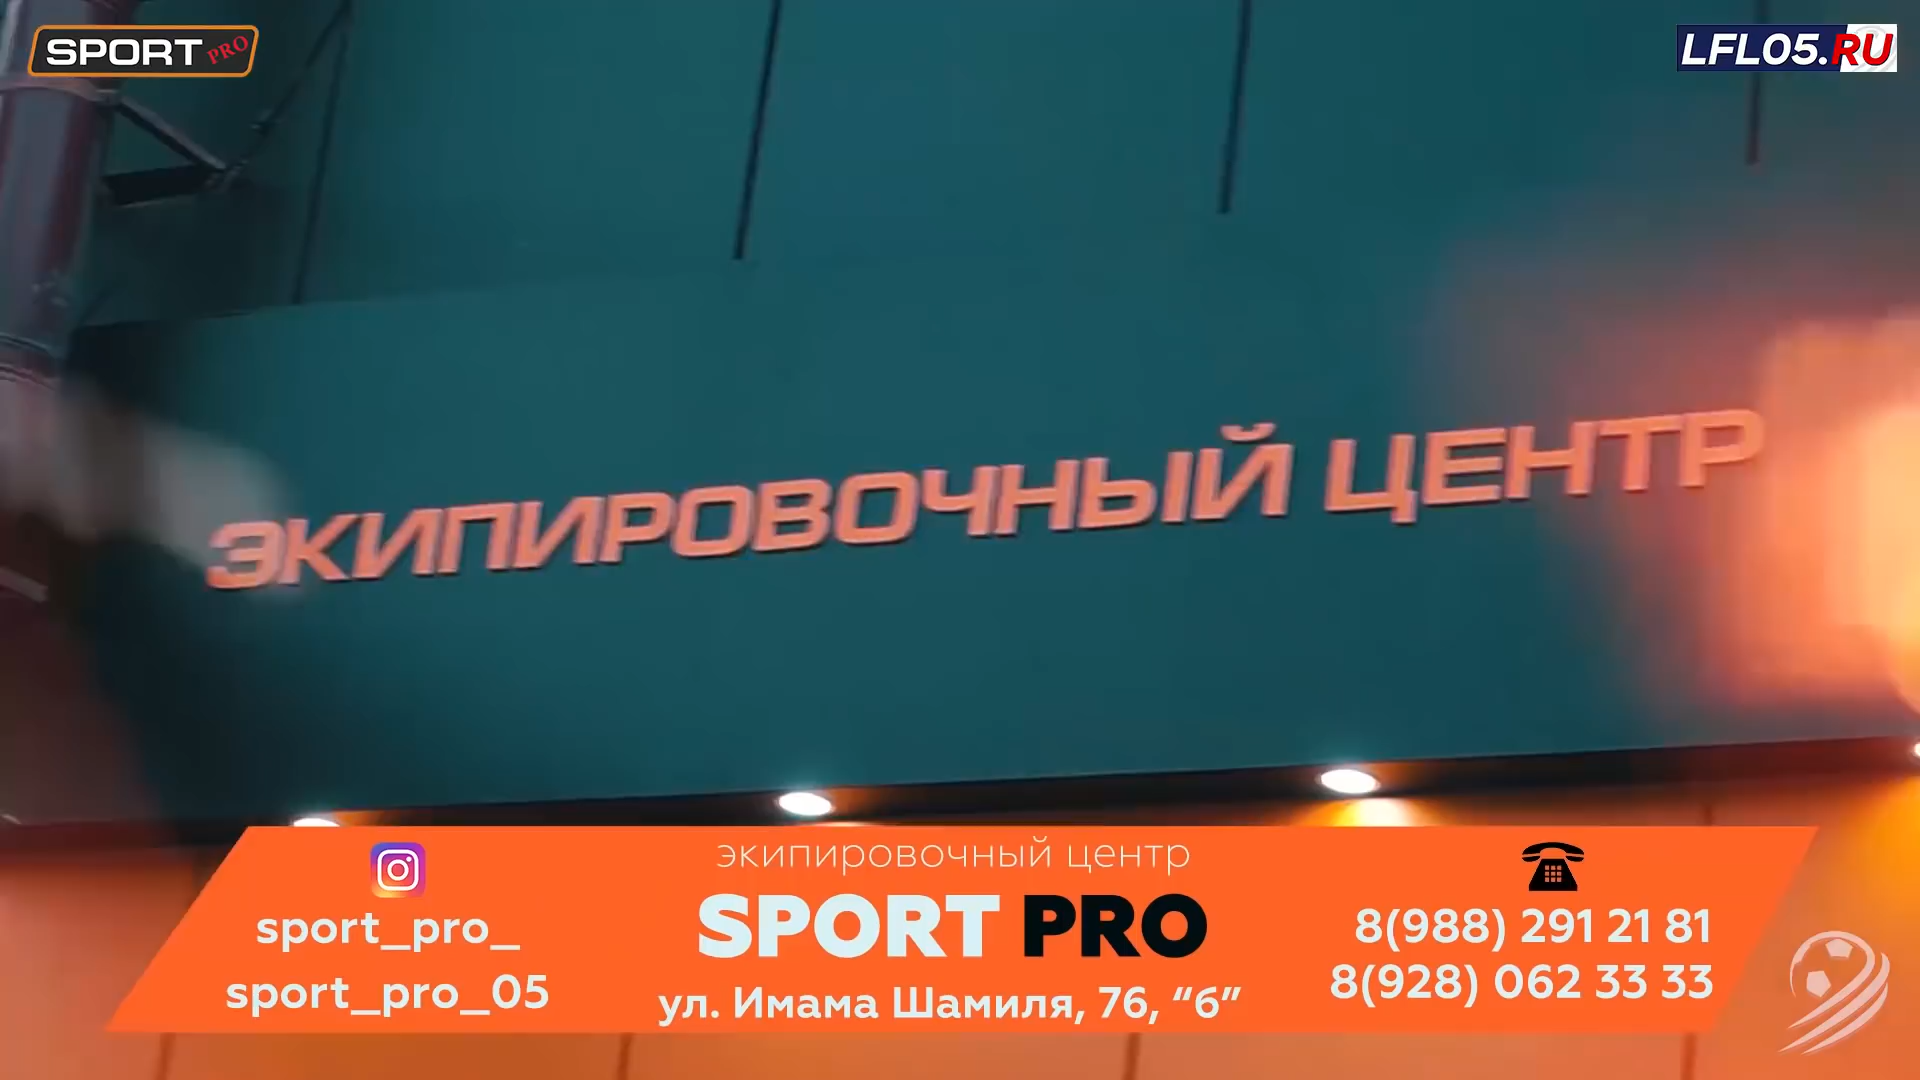 SPORT PRO
LFL05.RU
ЭКИПИРОВОЧНЫЙ ЦЕНТР
sport_pro_
sport_pro_05
экипировочный центр
SPORT PRO
ул. Имама Шамиля, 76, “б”
8(988) 291 21 81
8(928) 062 33 33